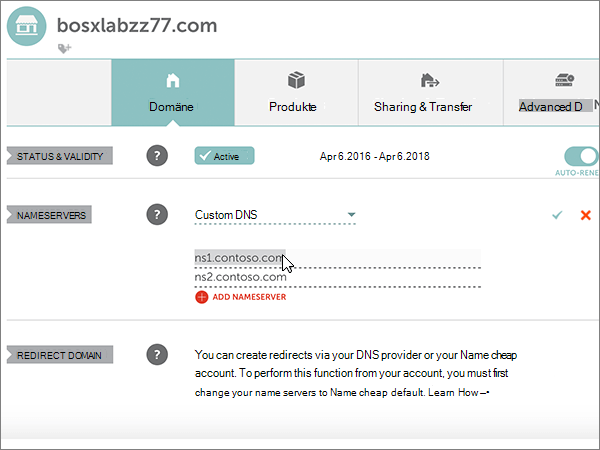 bosxlabzz77.com
Domäne
Produkte
Sharing & Transfer
Advanced D N
STATUS & VALIDITY
?
Active
Apr 6.2016 - Apr 6.2018
AUTO-RENE
NAMESERVERS
?
Custom DNS
ns1.contoso.com
ns2.contoso.com
ADD NAMESERVER
REDIRECT DOMAIN
?
You can create redirects via your DNS provider or your Name cheap
account. To perform this function from your account, you must first
change your name servers to Name cheap default. Learn How